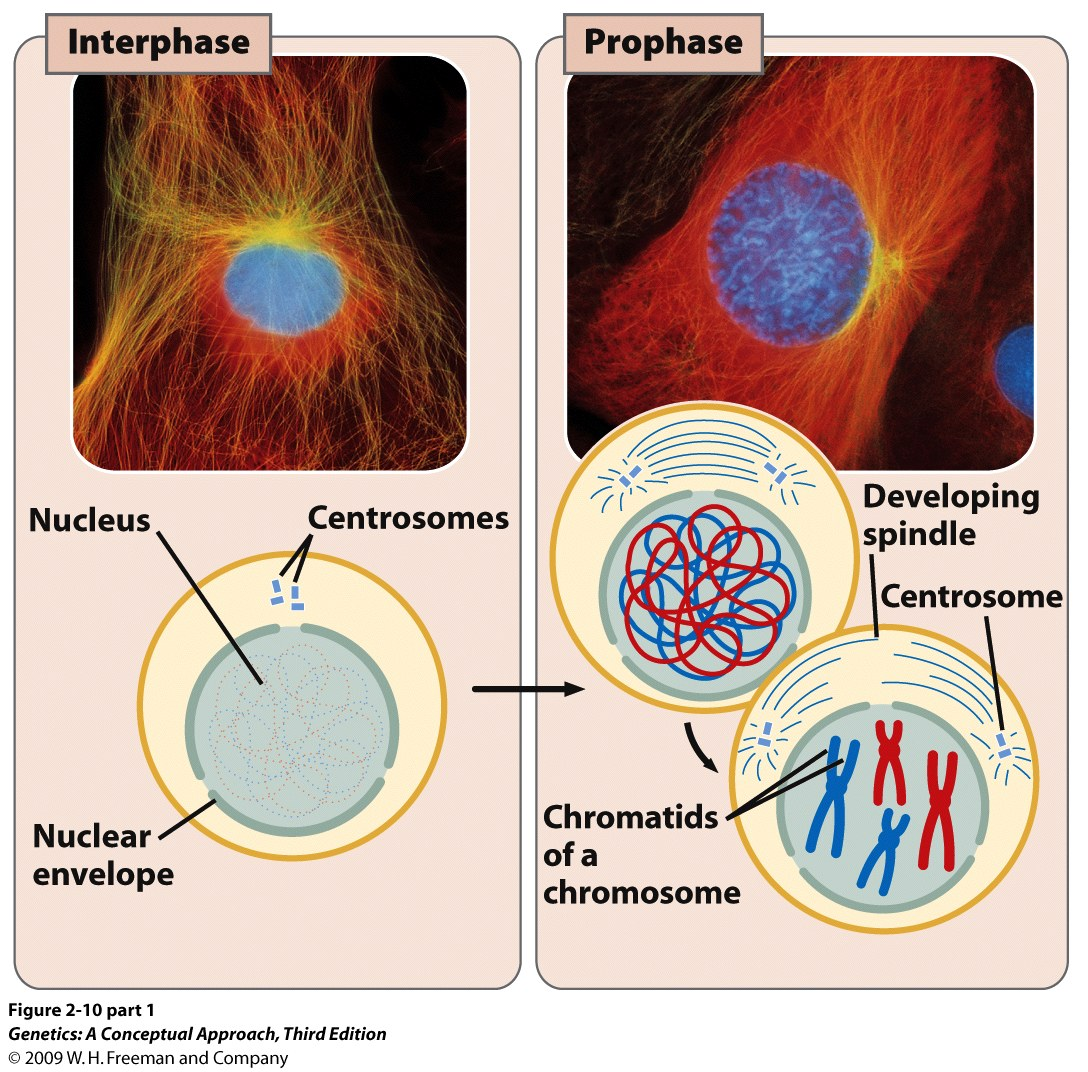 Interphase
Prophase
Nucleus
Centrosomes
Nuclear
envelope
Developing
spindle
Centrosome
Chromatids
of a
chromosome
Figure 2-10 part 1
Genetics: A Conceptual Approach, Third Edition
© 2009 W. H. Freeman and Company